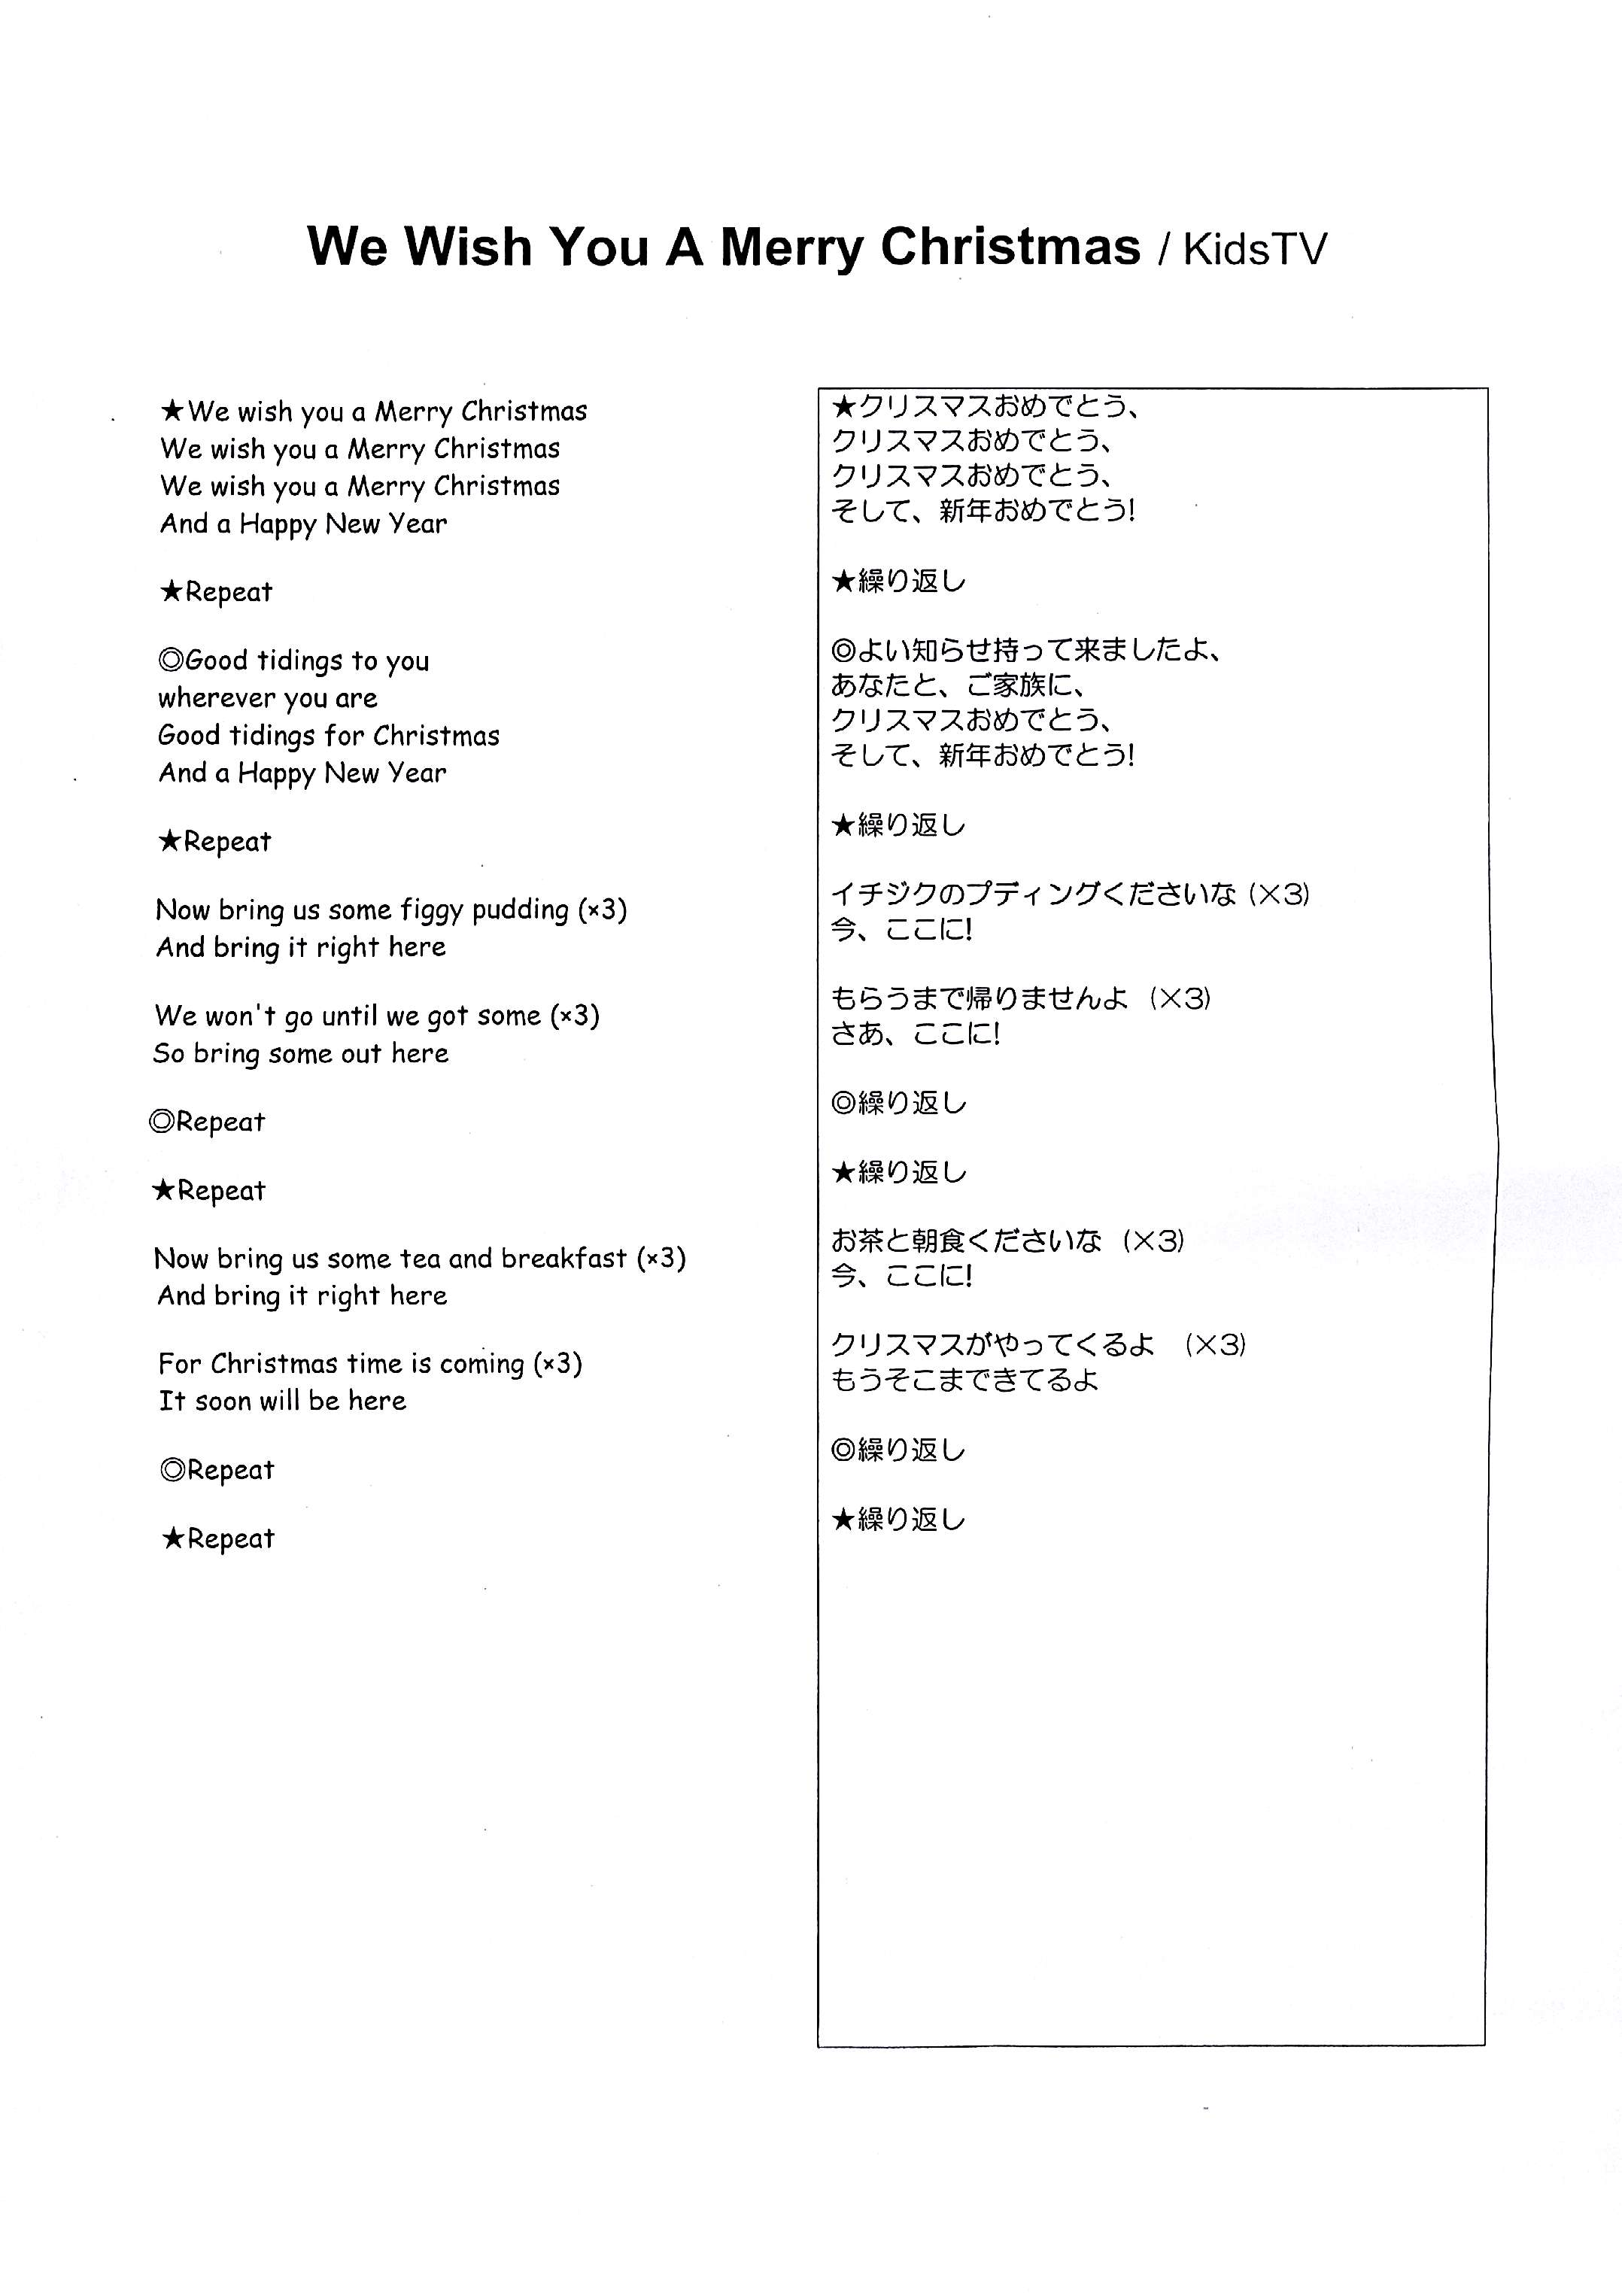 We Wish You A Merry Christmas / KidsTV
★We wish you a Merry Christmas
We wish you a Merry Christmas
We wish you a Merry Christmas
And a Happy New Year
★Repeat
◎Good tidings to you
wherever you are
Good tidings for Christmas
And a Happy New Year
★Repeat
Now bring us some figgy pudding (×3)
And bring it right here
We won't go until we got some (×3)
So bring some out here
◎Repeat
★Repeat
Now bring us some tea and breakfast (×3)
And bring it right here
For Christmas time is coming (×3)
It soon will be here
◎Repeat
★Repeat
★クリスマスおめでとう、
クリスマスおめでとう、
クリスマスおめでとう、
そして、新年おめでとう!
★繰り返し
◎よい知らせ持って来ましたよ、
あなたと、ご家族に、
クリスマスおめでとう、
そして、新年おめでとう!
★繰り返し
イチジクのプディングくださいな (×3)
今、ここに!
もらうまで帰りませんよ (×3)
さあ、ここに!
◎繰り返し
★繰り返し
お茶と朝食くださいな (×3)
今、ここに!
クリスマスがやってくるよ (×3)
もうそこまできてるよ
◎繰り返し
★繰り返し